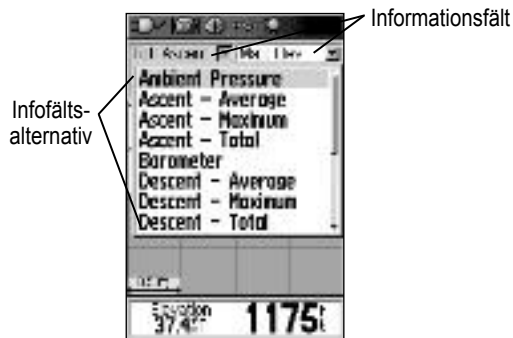 Informationsfält
Ambient Pressure
Ascent - Average
Ascent - Maximum
Ascent - Total
Barometer
Descent - Average
Descent - Maximum
Descent - Total
Infofälts-
alternativ
Elevation
1175